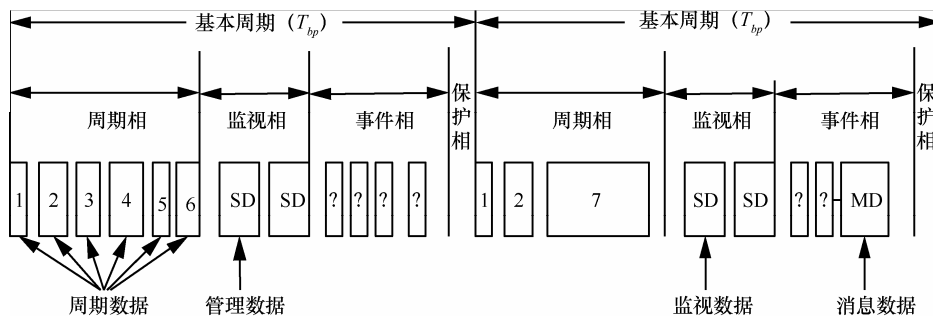 基本周期（Tbp） 基本周期（Tbp）
周期相 监视相 事件相 保护相 周期相 监视相 事件相 保护相
1 2 3 4 5 6 SD SD ? ? ? ? 1 2 7 SD SD ? ? MD
周期数据 管理数据 监视数据 消息数据